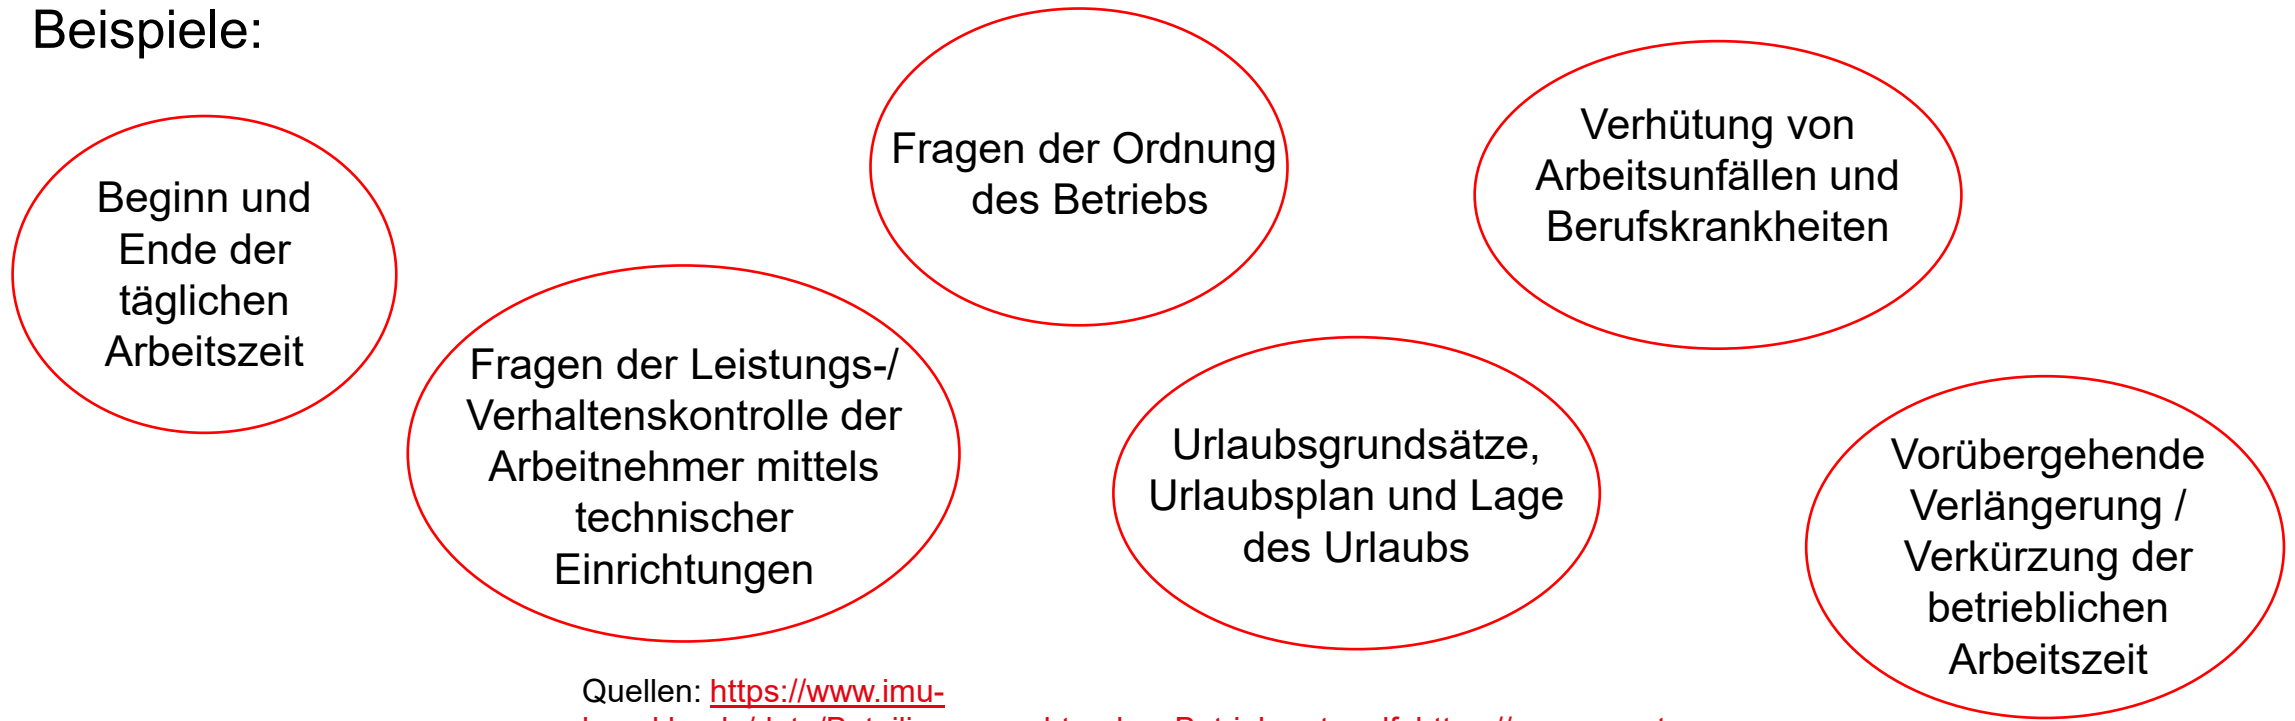 Beispiele:
Beginn und
Ende der
täglichen
Arbeitszeit
Fragen der Leistungs-/
Verhaltenskontrolle der
Arbeitnehmer mittels
technischer
Einrichtungen
Fragen der Ordnung
des Betriebs
Urlaubsgrundsätze,
Urlaubsplan und Lage
des Urlaubs
Verhütung von
Arbeitsunfällen und
Berufskrankheiten
Vorübergehende
Verlängerung /
Verkürzung der
betrieblichen
Arbeitszeit
Quellen: https://www.imu-